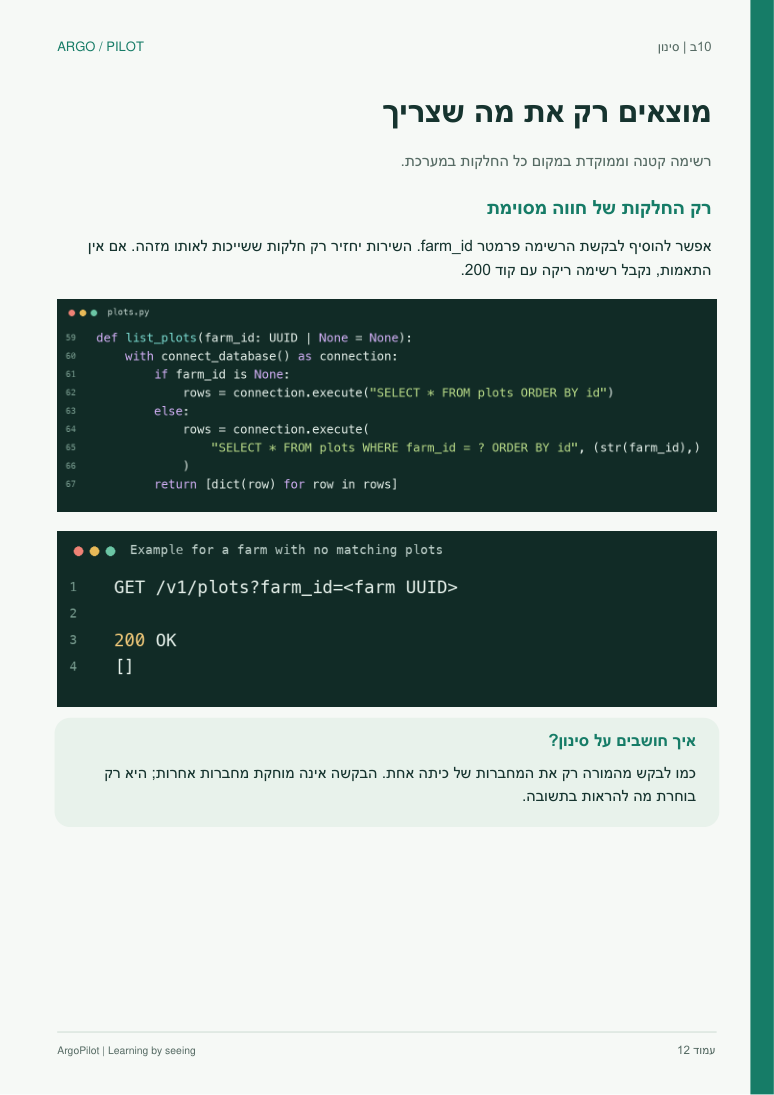 10ב | סינון
ARGO / PILOT
מוצאים רק את מה שצריך
רשימה קטנה וממוקדת במקום כל החלקות במערכת.
רק החלקות של חווה מסוימת
אפשר להוסיף לבקשת הרשימה פרמטר farm_id. השירות יחזיר רק חלקות ששייכות לאותו מזהה. אם אין
התאמות, נקבל רשימה ריקה עם קוד 200.
plots.py
59 def list_plots(farm_id: UUID | None = None):
60     with connect_database() as connection:
61         if farm_id is None:
62             rows = connection.execute("SELECT * FROM plots ORDER BY id")
63         else:
64             rows = connection.execute(
65                 "SELECT * FROM plots WHERE farm_id = ? ORDER BY id", (str(farm_id),)
66             )
67         return [dict(row) for row in rows]
Example for a farm with no matching plots
1 GET /v1/plots?farm_id=<farm UUID>
2
3 200 OK
4 []
איך חושבים על סינון?
כמו לבקש מהמורה רק את המחברות של כיתה אחת. הבקשה אינה מוחקת מחברות אחרות; היא רק
בוחרת מה להראות בתשובה.
עמוד 12
ArgoPilot | Learning by seeing